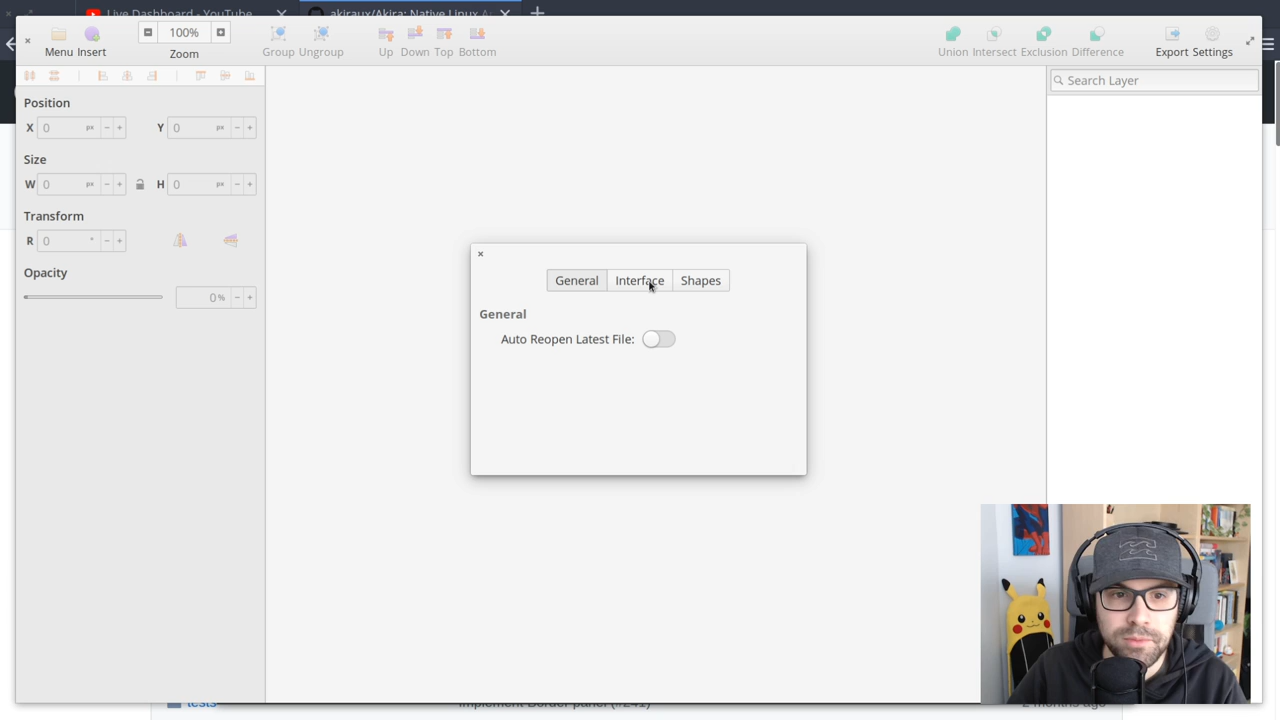 Live Dashboard - YouTube
akiraux/Akira: Native Linux A
Menu Insert
100%
Zoom
Group Ungroup
Up Down Top Bottom
Union Intersect Exclusion Difference
Export Settings
Search Layer
Position
X 0 px − +
Y 0 px − +
Size
W 0 px − +
H 0 px − +
Transform
R 0 ° − +
Opacity
0 % − +
General Interface Shapes
General
Auto Reopen Latest File:
tests
Implement Border panel (#241)
2 months ago